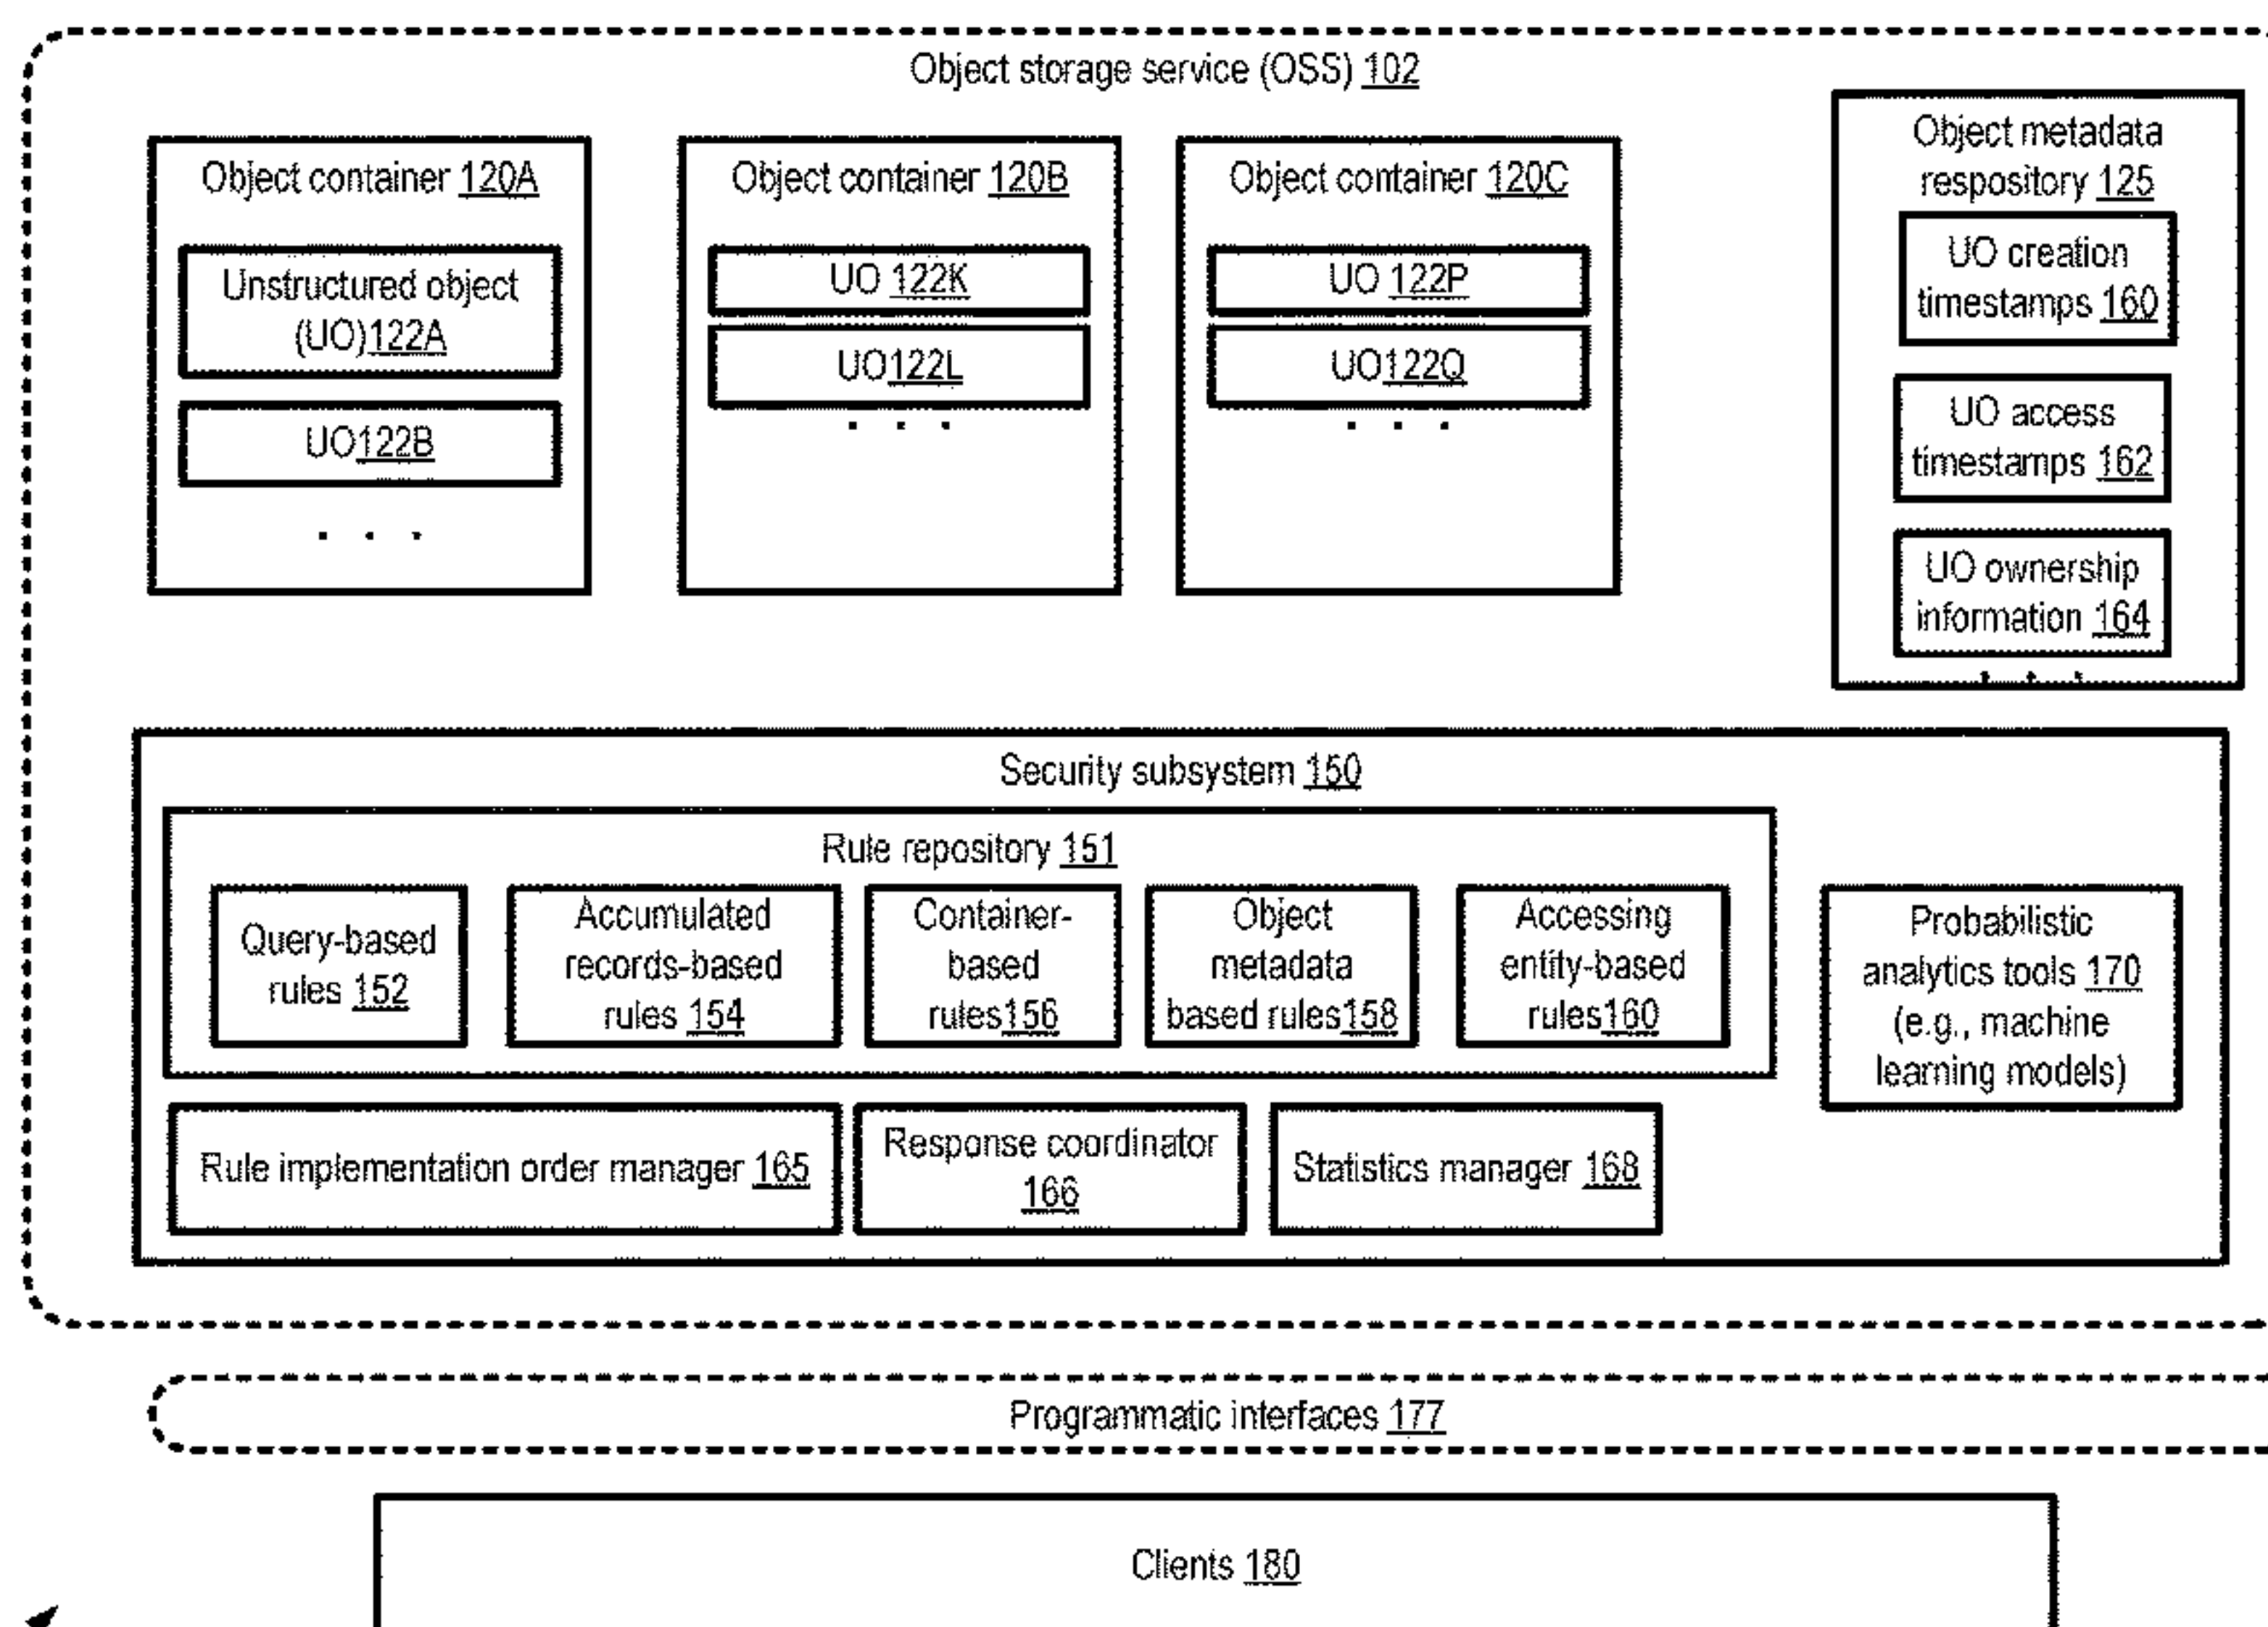 Object storage service (OSS) 102
Object container 120A
Unstructured object
(UO)122A
UO122B
. . .
Object container 120B
UO 122K
UO122L
. . .
Object container 120C
UO 122P
UO122Q
. . .
Object metadata
respository 125
UO creation
timestamps 160
UO access
timestamps 162
UO ownership
information 164
. . .
Security subsystem 150
Rule repository 151
Query-based
rules 152
Accumulated
records-based
rules 154
Container-
based
rules156
Object
metadata
based rules158
Accessing
entity-based
rules160
Probabilistic
analytics tools 170
(e.g., machine
learning models)
Rule implementation order manager 165
Response coordinator
166
Statistics manager 168
Programmatic interfaces 177
Clients 180